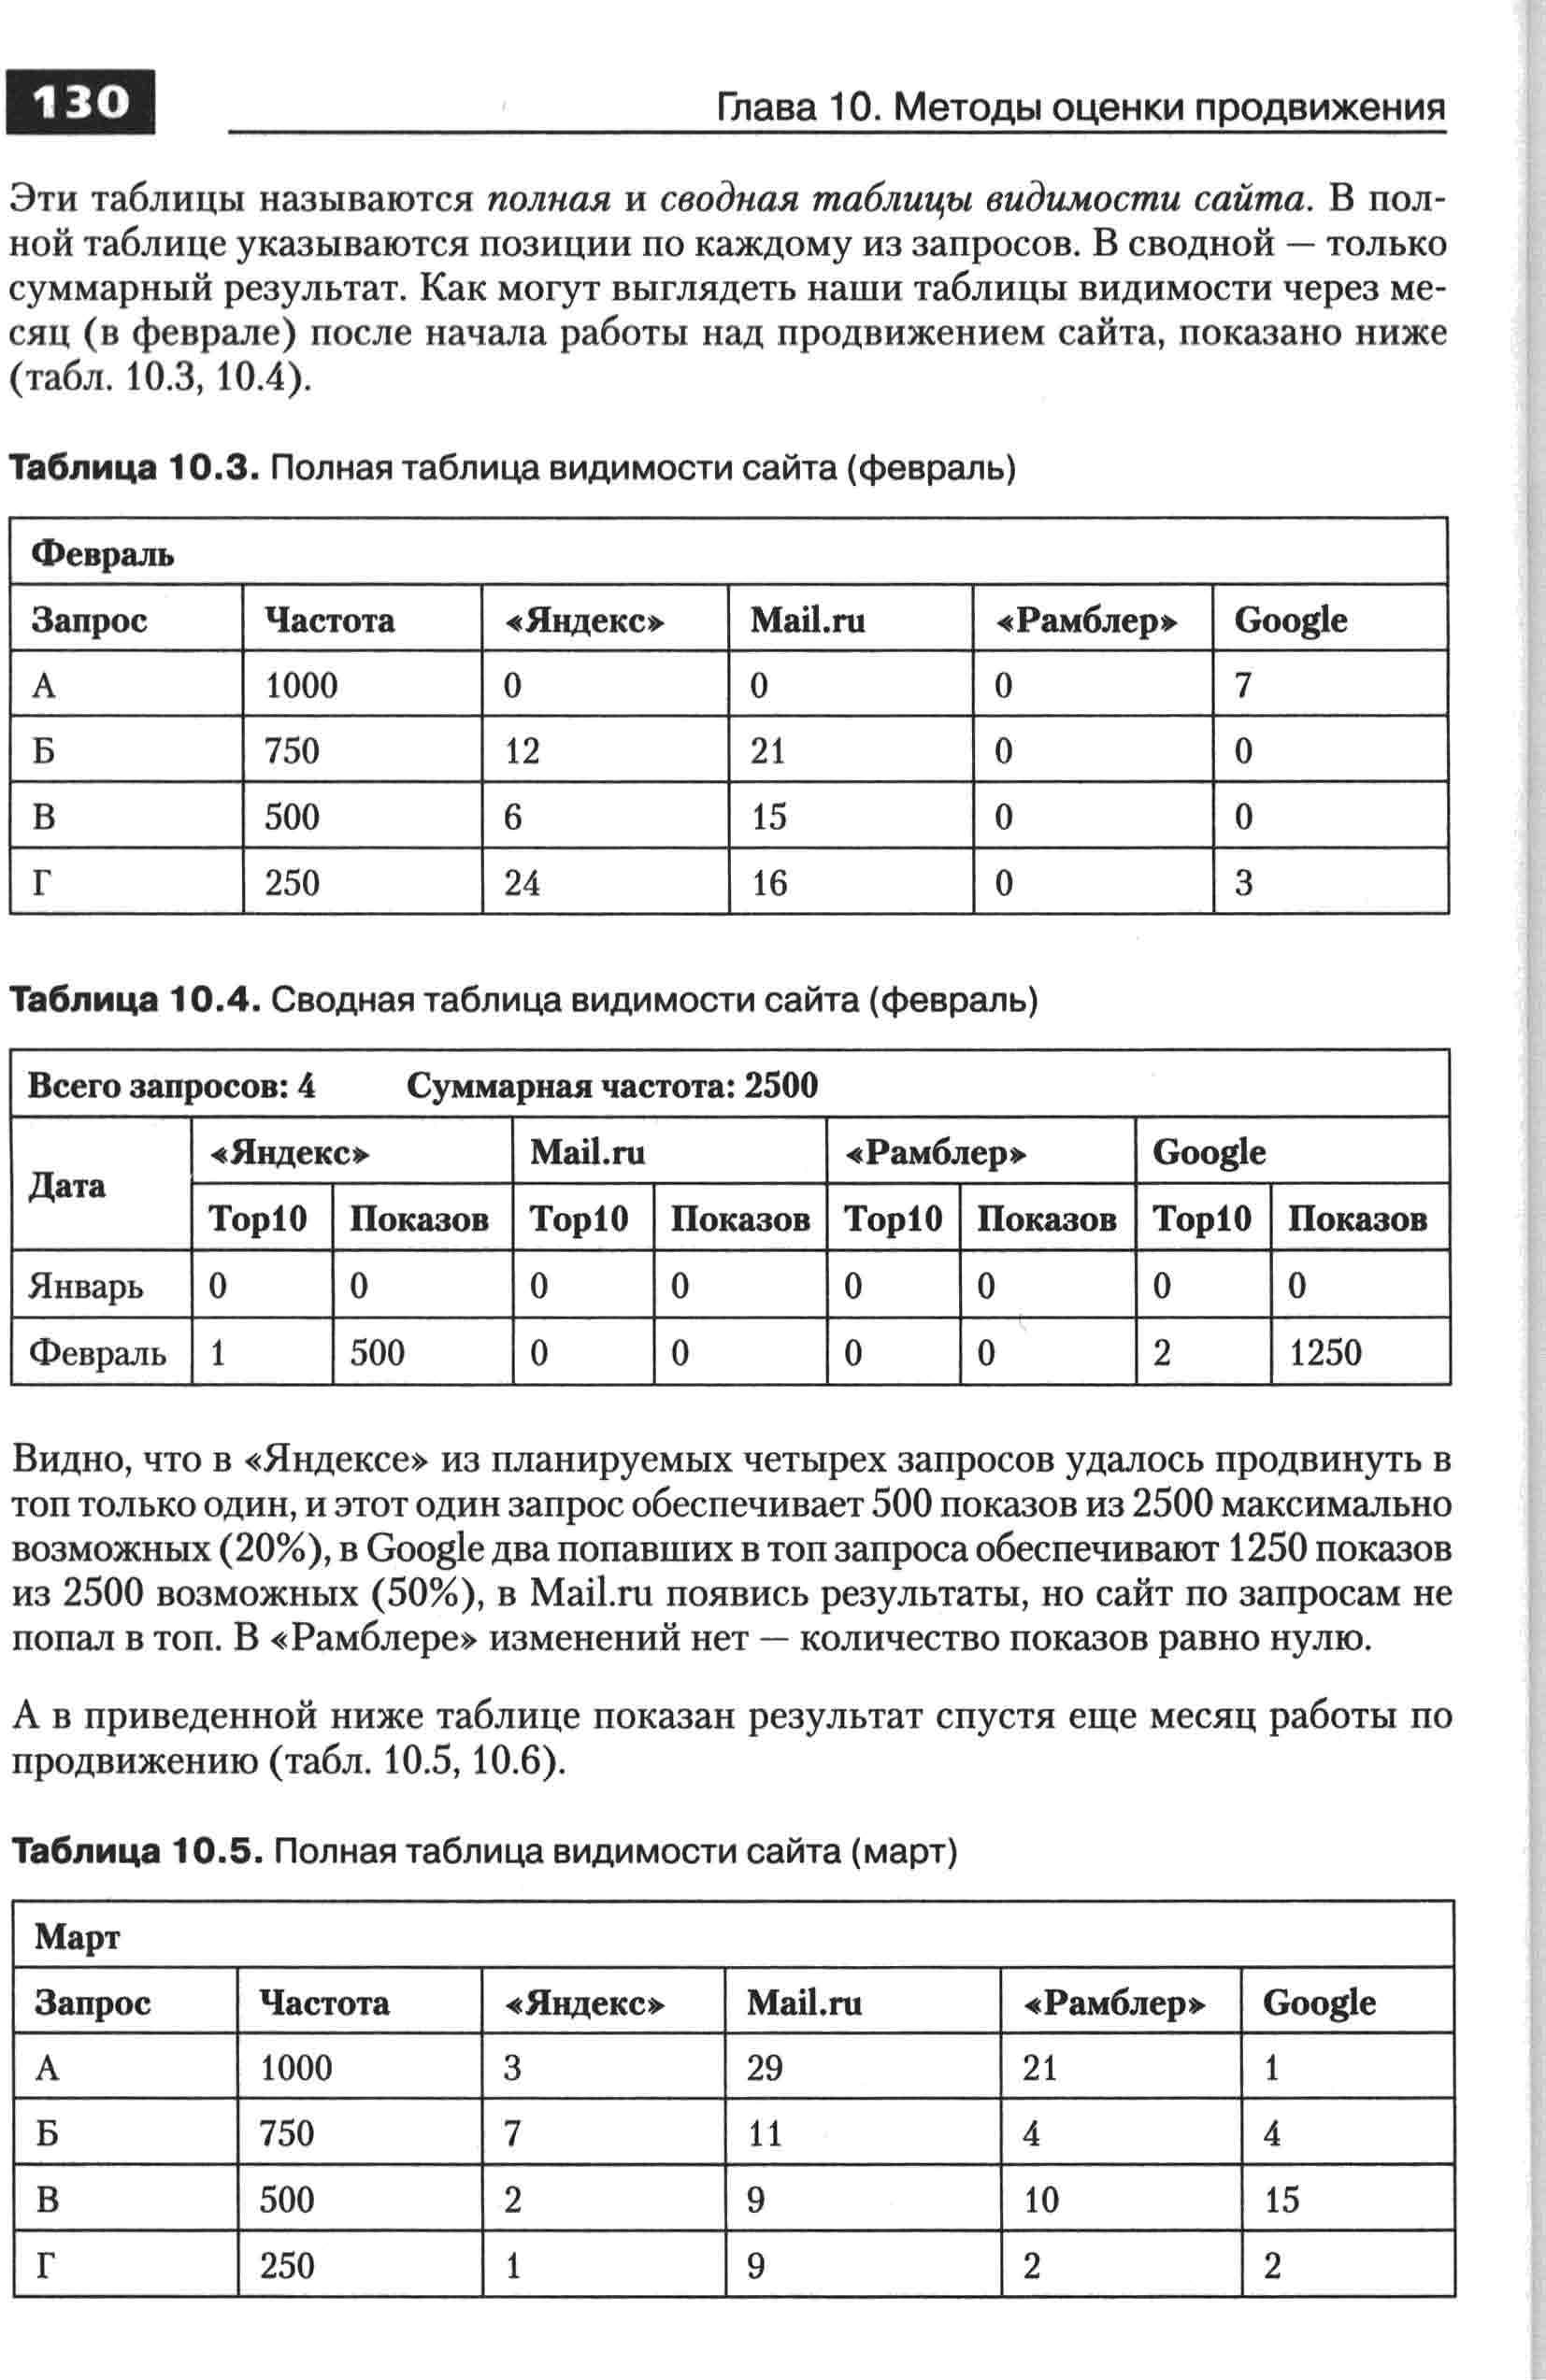 130
Глава 10. Методы оценки продвижения
Эти таблицы называются полная и сводная таблицы видимости сайта. В пол-
ной таблице указываются позиции по каждому из запросов. В сводной — только
суммарный результат. Как могут выглядеть наши таблицы видимости через ме-
сяц (в феврале) после начала работы над продвижением сайта, показано ниже
(табл. 10.3, 10.4).
Таблица 10.3. Полная таблица видимости сайта (февраль)
Февраль
Запрос Частота «Яндекс» Mail.ru «Рамблер» Google
А 1000 0 0 0 7
Б 750 12 21 0 0
В 500 6 15 0 0
Г 250 24 16 0 3
Таблица 10.4. Сводная таблица видимости сайта (февраль)
Всего запросов: 4 Суммарная частота: 2500
Дата «Яндекс» Mail.ru «Рамблер» Google
Top10 Показов Top10 Показов Top10 Показов Top10 Показов
Январь 0 0 0 0 0 0 0 0
Февраль 1 500 0 0 0 0 2 1250
Видно, что в «Яндексе» из планируемых четырех запросов удалось продвинуть в
топ только один, и этот один запрос обеспечивает 500 показов из 2500 максимально
возможных (20%), в Google два попавших в топ запроса обеспечивают 1250 показов
из 2500 возможных (50%), в Mail.ru появись результаты, но сайт по запросам не
попал в топ. В «Рамблере» изменений нет — количество показов равно нулю.
А в приведенной ниже таблице показан результат спустя еще месяц работы по
продвижению (табл. 10.5, 10.6).
Таблица 10.5. Полная таблица видимости сайта (март)
Март
Запрос Частота «Яндекс» Mail.ru «Рамблер» Google
А 1000 3 29 21 1
Б 750 7 11 4 4
В 500 2 9 10 15
Г 250 1 9 2 2